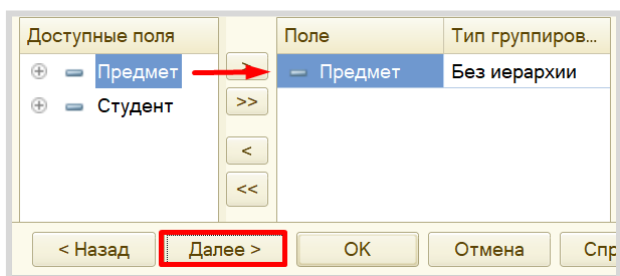 Доступные поля Поле Тип группиров...
Предмет > Предмет Без иерархии
Студент >>
<
<<
< Назад Далее > OK Отмена Спр